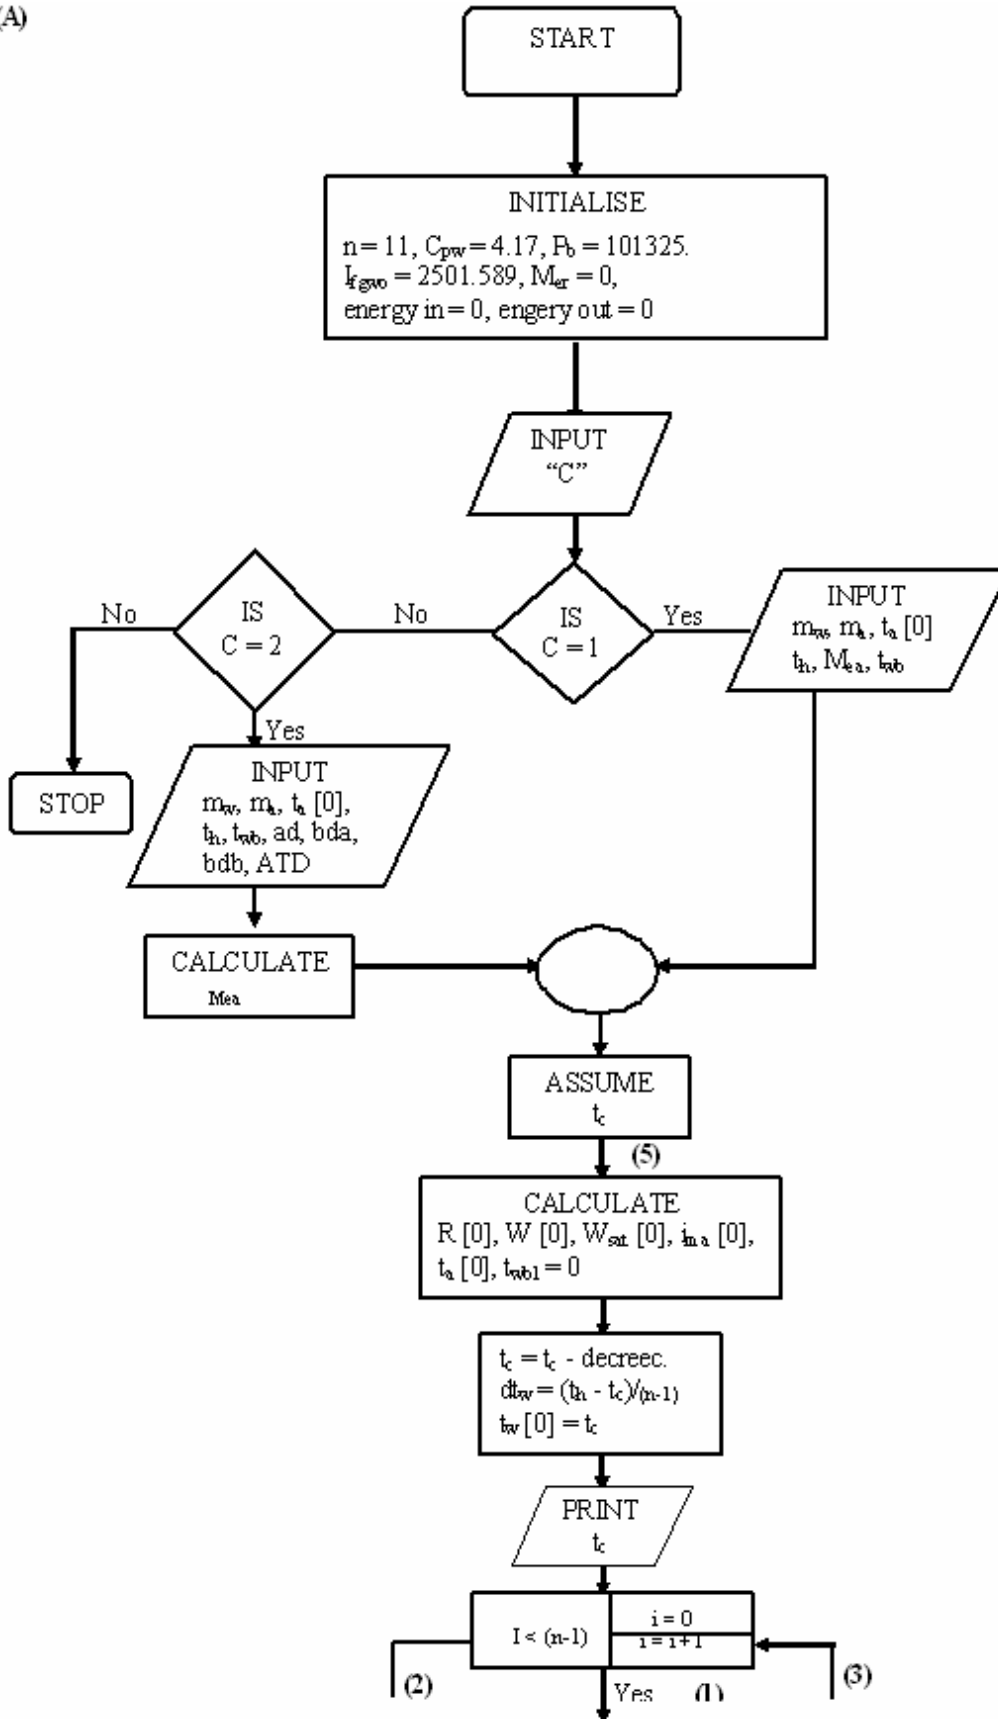 (A)
START
INITIALISE
n = 11, Cpw = 4.17, Pb = 101325.
Ifgwo = 2501.589, Mer = 0,
energy in = 0, engery out = 0
INPUT
“C”
No
IS
C = 2
No
IS
C = 1
Yes
INPUT
mw, ma, ta [0]
th, Mea, twb
Yes
STOP
INPUT
mw, ma, ta [0],
th, twb, ad, bda,
bdb, ATD
CALCULATE
Mea
ASSUME
tc
(5)
CALCULATE
R [0], W [0], Wsat [0], ima [0],
ta [0], twb1 = 0
tc = tc - decreec.
dtw = (th - tc)/(n-1)
tw [0] = tc
PRINT
tc
I < (n-1)
i = 0
i = i + 1
(2)
Yes
(1)
(3)